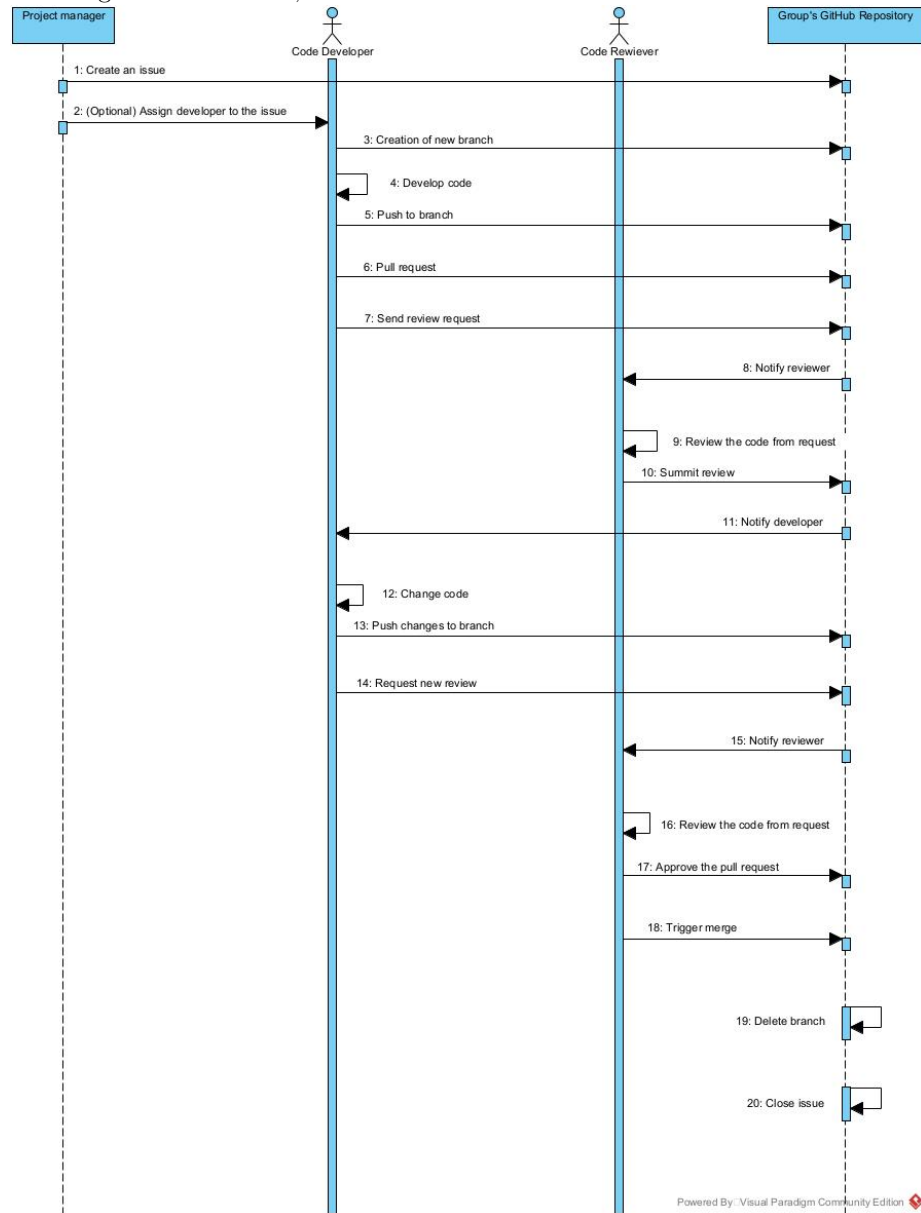 Project manager
Group's GitHub Repository
Code Developer
Code Rewiever
1: Create an issue
2: (Optional) Assign developer to the issue
3: Creation of new branch
4: Develop code
5: Push to branch
6: Pull request
7: Send review request
8: Notify reviewer
9: Review the code from request
10: Summit review
11: Notify developer
12: Change code
13: Push changes to branch
14: Request new review
15: Notify reviewer
16: Review the code from request
17: Approve the pull request
18: Trigger merge
19: Delete branch
20: Close issue
Powered By Visual Paradigm Community Edition